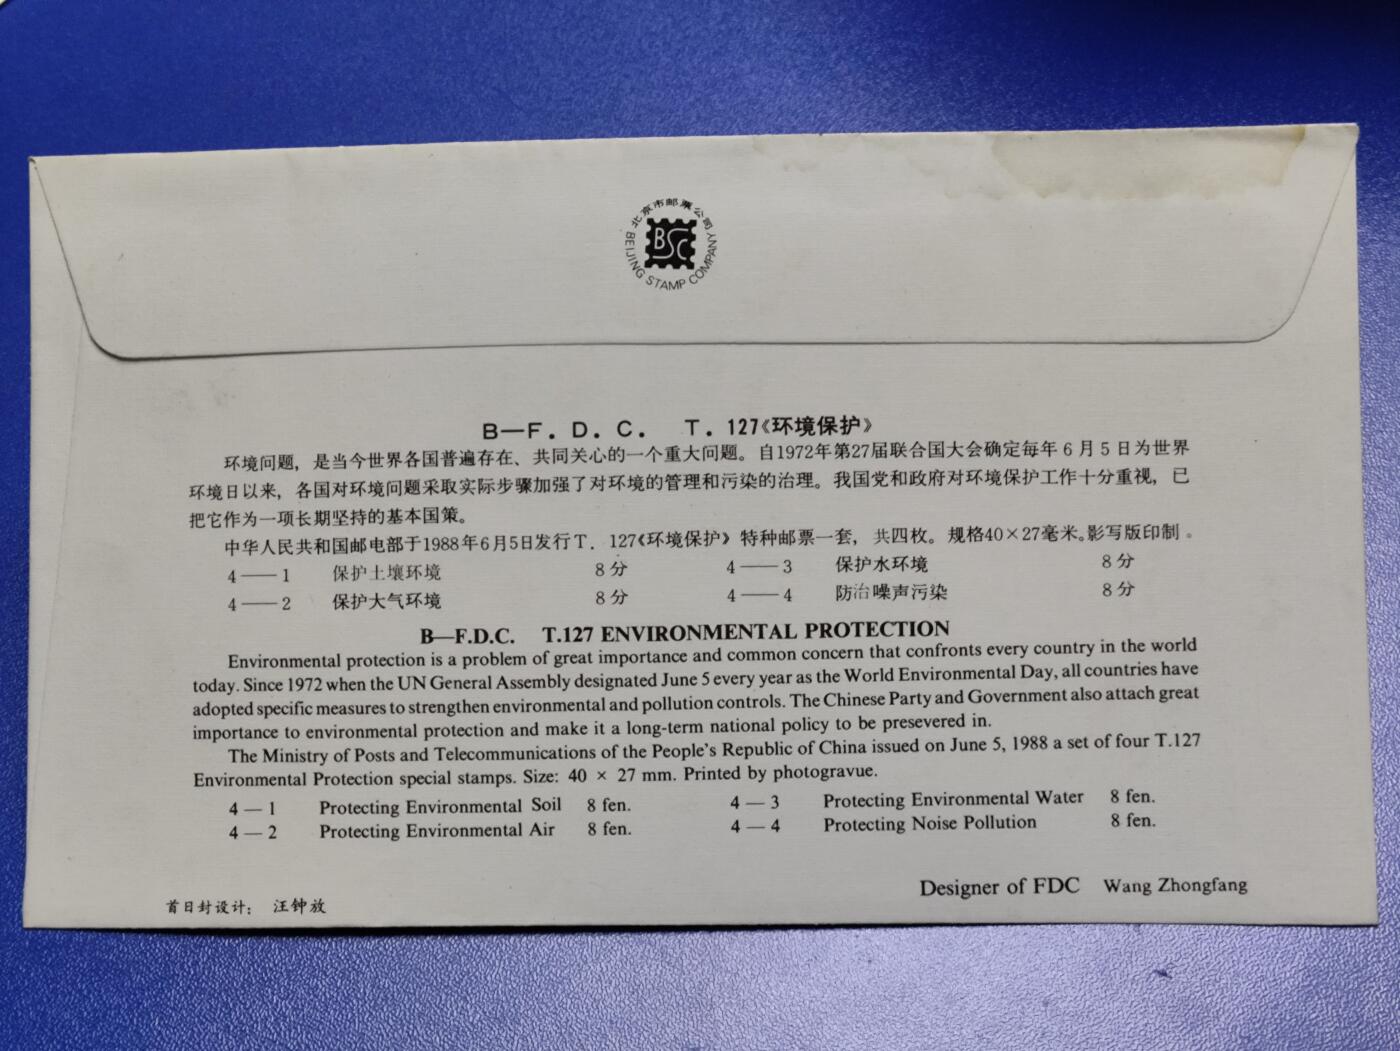 北京市邮票公司
BSC
BEIJING STAMP COMPANY
B—F.D.C. T.127《环境保护》
环境问题，是当今世界各国普遍存在、共同关心的一个重大问题。自1972年第27届联合国大会确定每年6月5日为世界
环境日以来，各国对环境问题采取实际步骤加强了对环境的管理和污染的治理。我国党和政府对环境保护工作十分重视，已
把它作为一项长期坚持的基本国策。
中华人民共和国邮电部于1988年6月5日发行T.127《环境保护》特种邮票一套，共四枚。规格40×27毫米。影写版印制。
4——1 保护土壤环境 8分 4——3 保护水环境 8分
4——2 保护大气环境 8分 4——4 防治噪声污染 8分
B—F.D.C. T.127 ENVIRONMENTAL PROTECTION
Environmental protection is a problem of great importance and common concern that confronts every country in the world
today. Since 1972 when the UN General Assembly designated June 5 every year as the World Environmental Day, all countries have
adopted specific measures to strengthen environmental and pollution controls. The Chinese Party and Government also attach great
importance to environmental protection and make it a long-term national policy to be presevered in.
The Ministry of Posts and Telecommunications of the People's Republic of China issued on June 5, 1988 a set of four T.127
Environmental Protection special stamps. Size: 40 × 27 mm. Printed by photogravue.
4 — 1 Protecting Environmental Soil 8 fen. 4 — 3 Protecting Environmental Water 8 fen.
4 — 2 Protecting Environmental Air 8 fen. 4 — 4 Protecting Noise Pollution 8 fen.
Designer of FDC Wang Zhongfang
首日封设计： 汪钟放